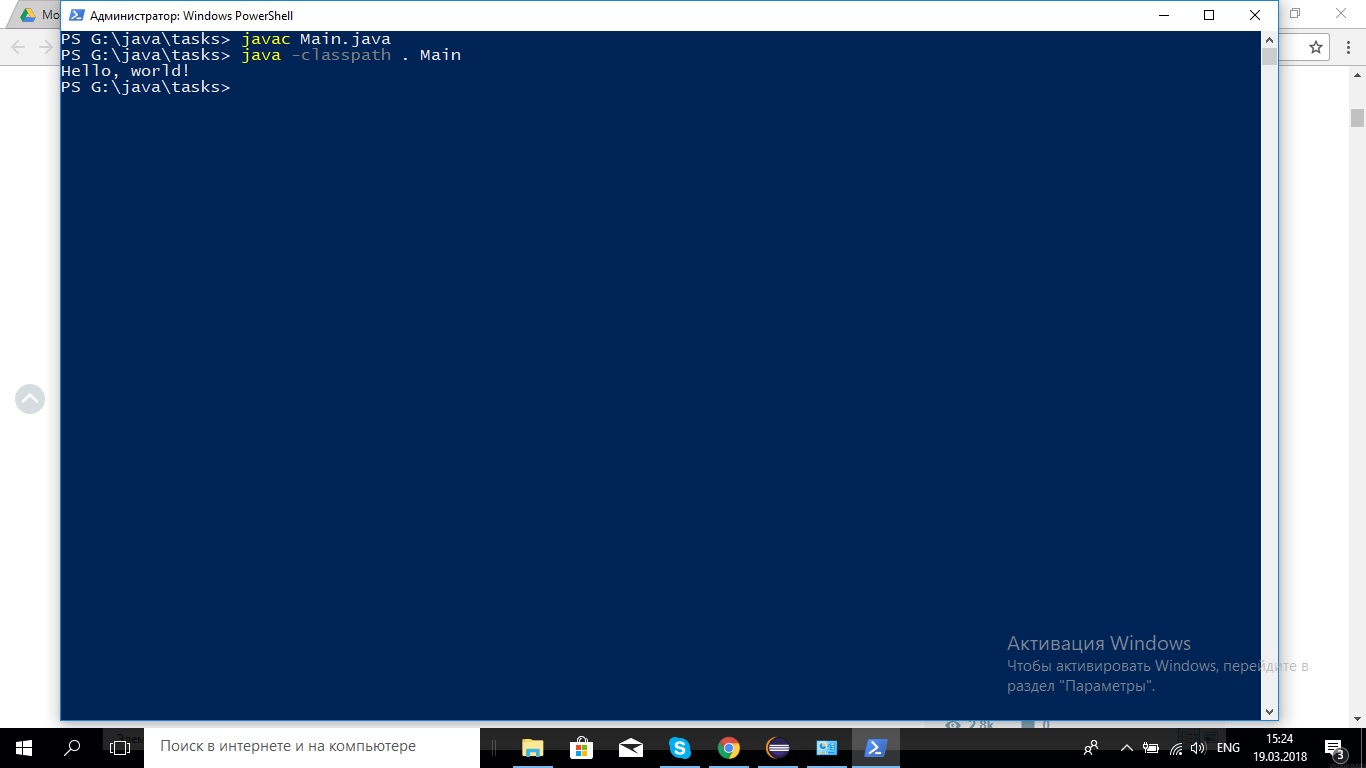 Mo
Администратор: Windows PowerShell
PS G:\java\tasks> javac Main.java
PS G:\java\tasks> java -classpath . Main
Hello, world!
PS G:\java\tasks>
Активация Windows
Чтобы активировать Windows, перейдите в
раздел "Параметры".
2.8k 0
Поиск в интернете и на компьютере
ENG
15:24
19.03.2018
3